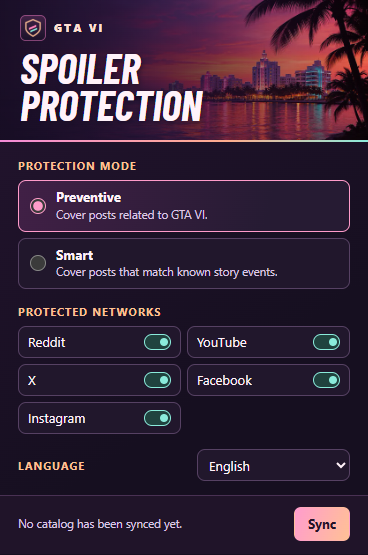 GTA VI
SPOILER
PROTECTION
PROTECTION MODE
Preventive
Cover posts related to GTA VI.
Smart
Cover posts that match known story events.
PROTECTED NETWORKS
Reddit
YouTube
X
Facebook
Instagram
LANGUAGE
English
No catalog has been synced yet.
Sync